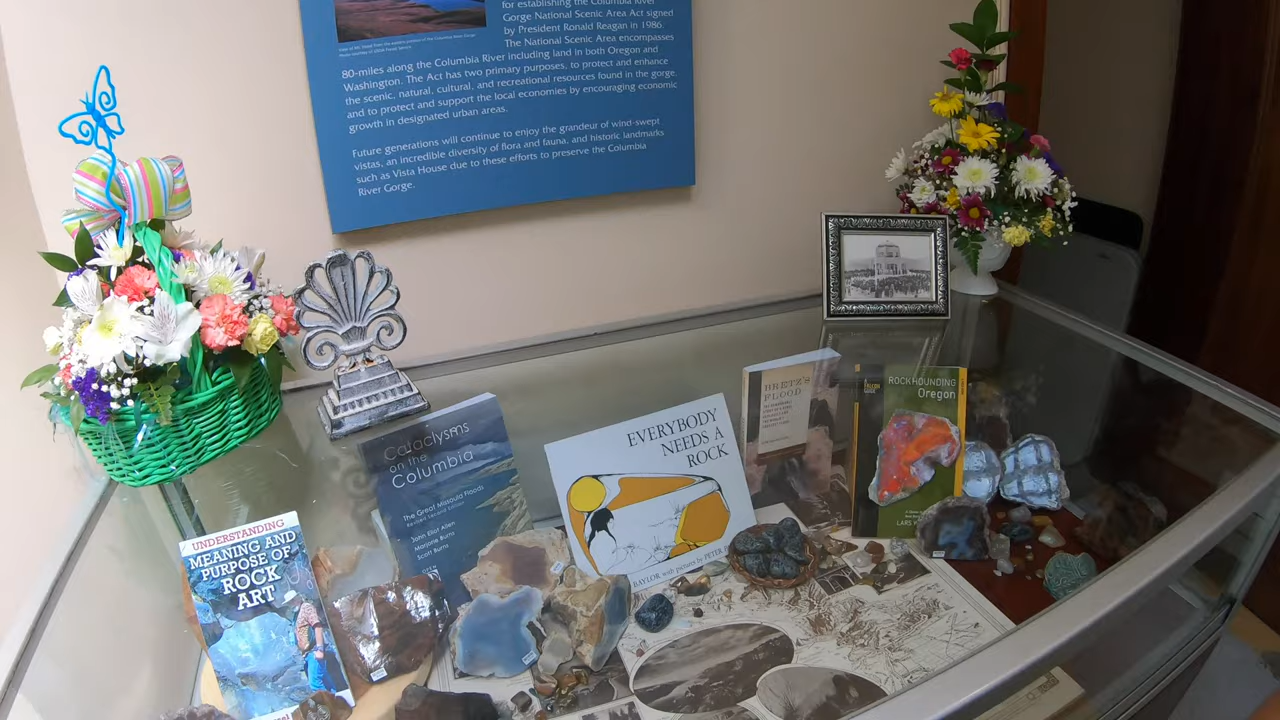 for establishing the Columbia River
Gorge National Scenic Area Act signed
by President Ronald Reagan in 1986.
The National Scenic Area encompasses
80-miles along the Columbia River including land in both Oregon and
Washington. The Act has two primary purposes, to protect and enhance
the scenic, natural, cultural, and recreational resources found in the gorge,
and to protect and support the local economies by encouraging economic
growth in designated urban areas.
Future generations will continue to enjoy the grandeur of wind-swept
vistas, an incredible diversity of flora and fauna, and historic landmarks
such as Vista House due to these efforts to preserve the Columbia
River Gorge.
UNDERSTANDING
MEANING AND
PURPOSE OF
ROCK
ART
Cataclysms
on the
Columbia
The Great Missoula Floods
Revised Second Edition
John Eliot Allen
Marjorie Burns
Scott Burns
EVERYBODY
NEEDS A
ROCK
BAYLOR with pictures by PETER
BRETZ'S
FLOOD
ROCKHOUNDING
Oregon
LARS